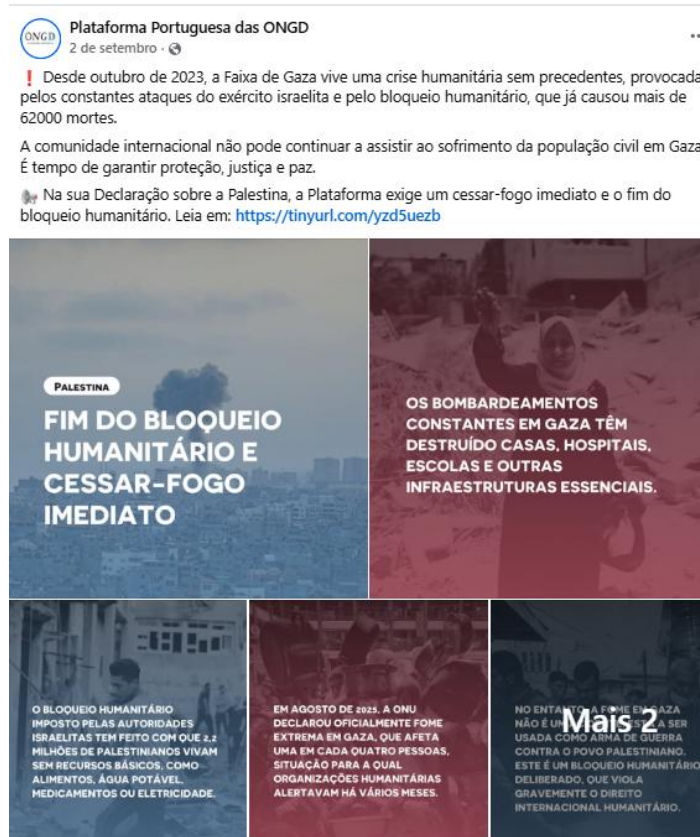 ONGD
Plataforma Portuguesa das ONGD
2 de setembro ·
❗ Desde outubro de 2023, a Faixa de Gaza vive uma crise humanitária sem precedentes, provocada
pelos constantes ataques do exército israelita e pelo bloqueio humanitário, que já causou mais de
62000 mortes.
A comunidade internacional não pode continuar a assistir ao sofrimento da população civil em Gaza
É tempo de garantir proteção, justiça e paz.
Na sua Declaração sobre a Palestina, a Plataforma exige um cessar-fogo imediato e o fim do
bloqueio humanitário. Leia em: https://tinyurl.com/yzd5uezb
PALESTINA
FIM DO BLOQUEIO
HUMANITÁRIO E
CESSAR-FOGO
IMEDIATO
OS BOMBARDEAMENTOS
CONSTANTES EM GAZA TÊM
DESTRUÍDO CASAS, HOSPITAIS,
ESCOLAS E OUTRAS
INFRAESTRUTURAS ESSENCIAIS.
O BLOQUEIO HUMANITÁRIO
IMPOSTO PELAS AUTORIDADES
ISRAELITAS TEM FEITO COM QUE 2,2
MILHÕES DE PALESTINIANOS VIVAM
SEM RECURSOS BÁSICOS, COMO
ALIMENTOS, ÁGUA POTÁVEL,
MEDICAMENTOS OU ELETRICIDADE.
EM AGOSTO DE 2025, A ONU
DECLAROU OFICIALMENTE FOME
EXTREMA EM GAZA, QUE AFETA
UMA EM CADA QUATRO PESSOAS,
SITUAÇÃO PARA A QUAL
ORGANIZAÇÕES HUMANITÁRIAS
ALERTAVAM HÁ VÁRIOS MESES.
NO ENTANTO, A FOME EM GAZA
NÃO É A SER
USADA COMO ARMA DE GUERRA
CONTRA O POVO PALESTINIANO.
ESTE É UM BLOQUEIO HUMANITÁRIO
DELIBERADO, QUE VIOLA
GRAVEMENTE O DIREITO
INTERNACIONAL HUMANITÁRIO.
Mais 2